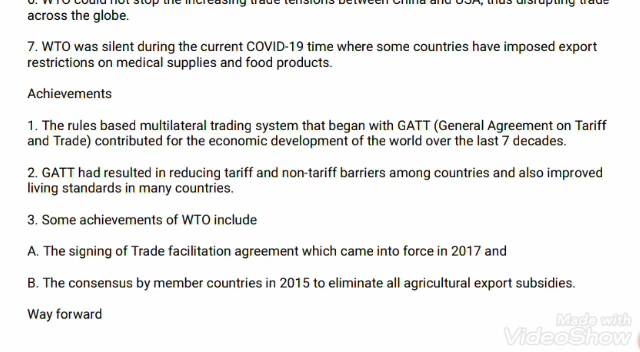 6. WTO could not stop the increasing trade tensions between China and USA, thus disrupting trade
across the globe.
7. WTO was silent during the current COVID-19 time where some countries have imposed export
restrictions on medical supplies and food products.
Achievements
1. The rules based multilateral trading system that began with GATT (General Agreement on Tariff
and Trade) contributed for the economic development of the world over the last 7 decades.
2. GATT had resulted in reducing tariff and non-tariff barriers among countries and also improved
living standards in many countries.
3. Some achievements of WTO include
A. The signing of Trade facilitation agreement which came into force in 2017 and
B. The consensus by member countries in 2015 to eliminate all agricultural export subsidies.
Way forward
Made with
VideoShow